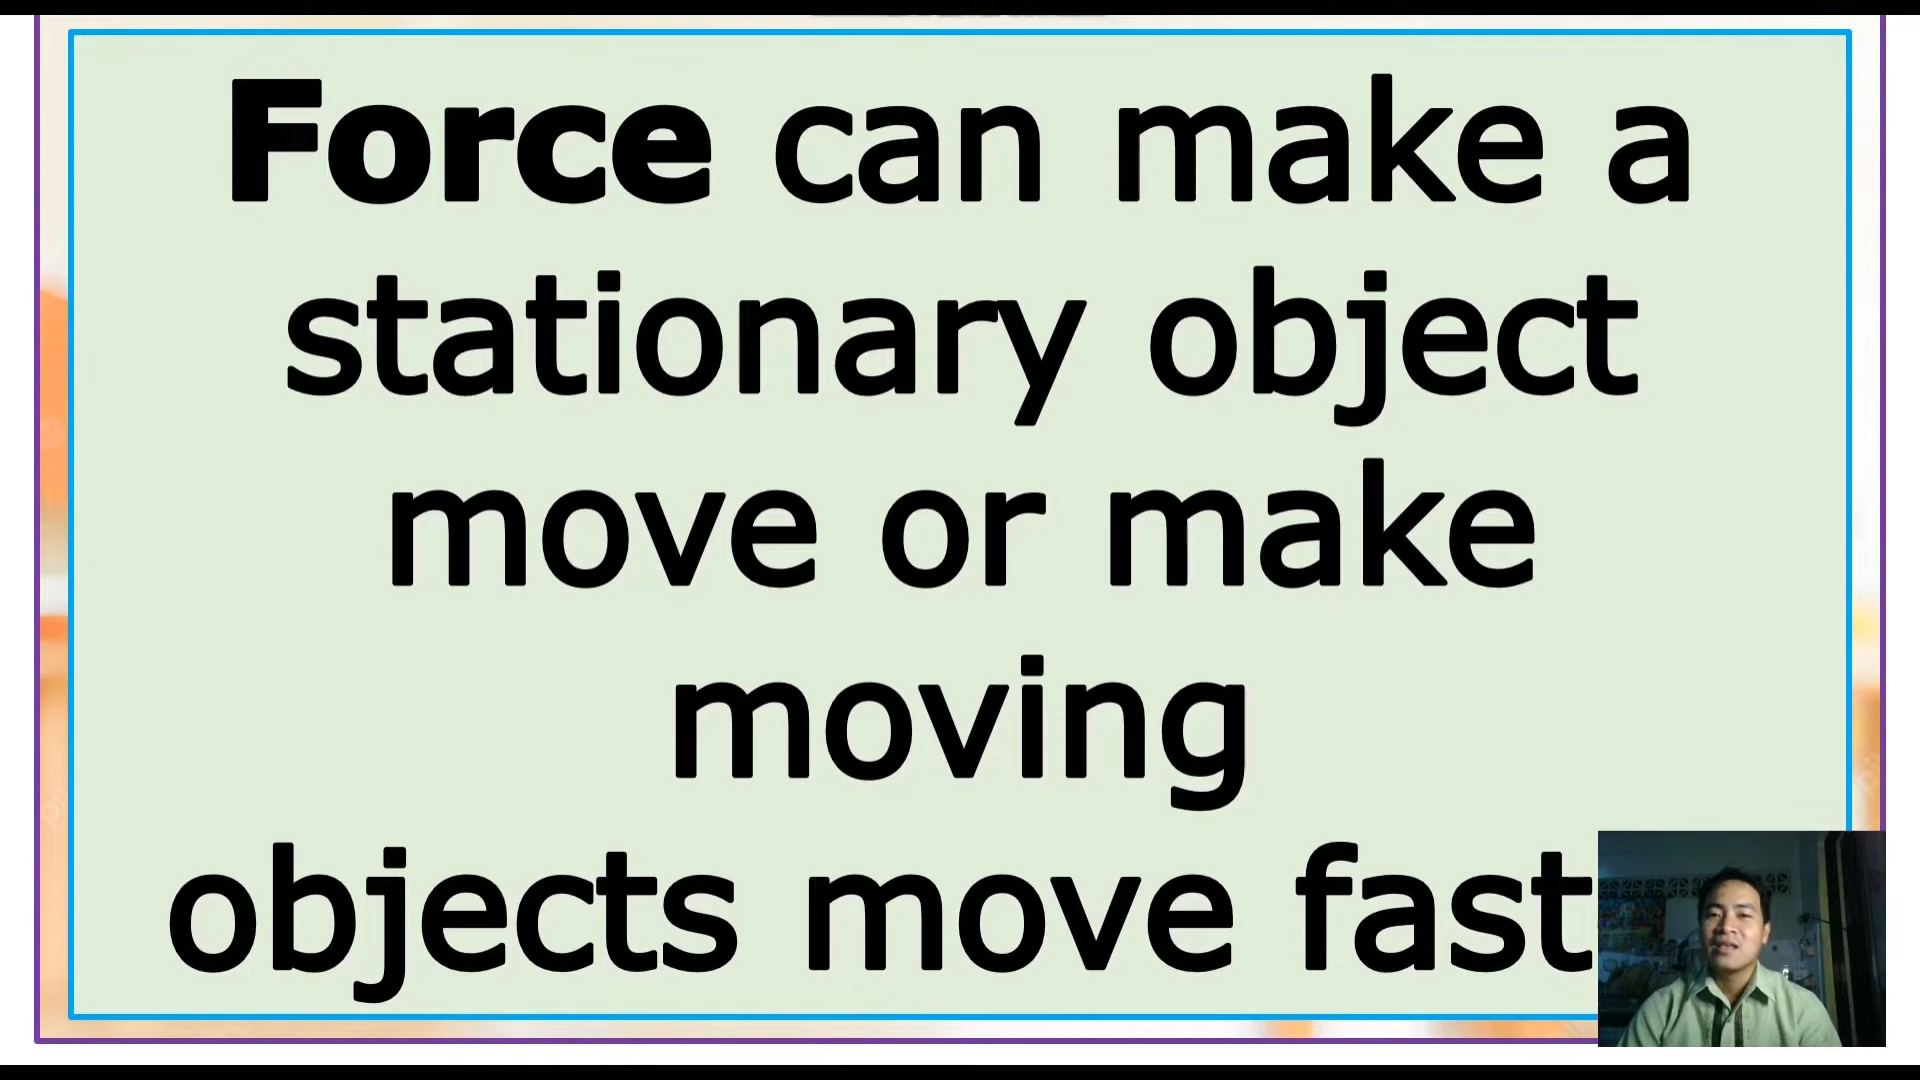 Force can make a
stationary object
move or make
moving
objects move fast